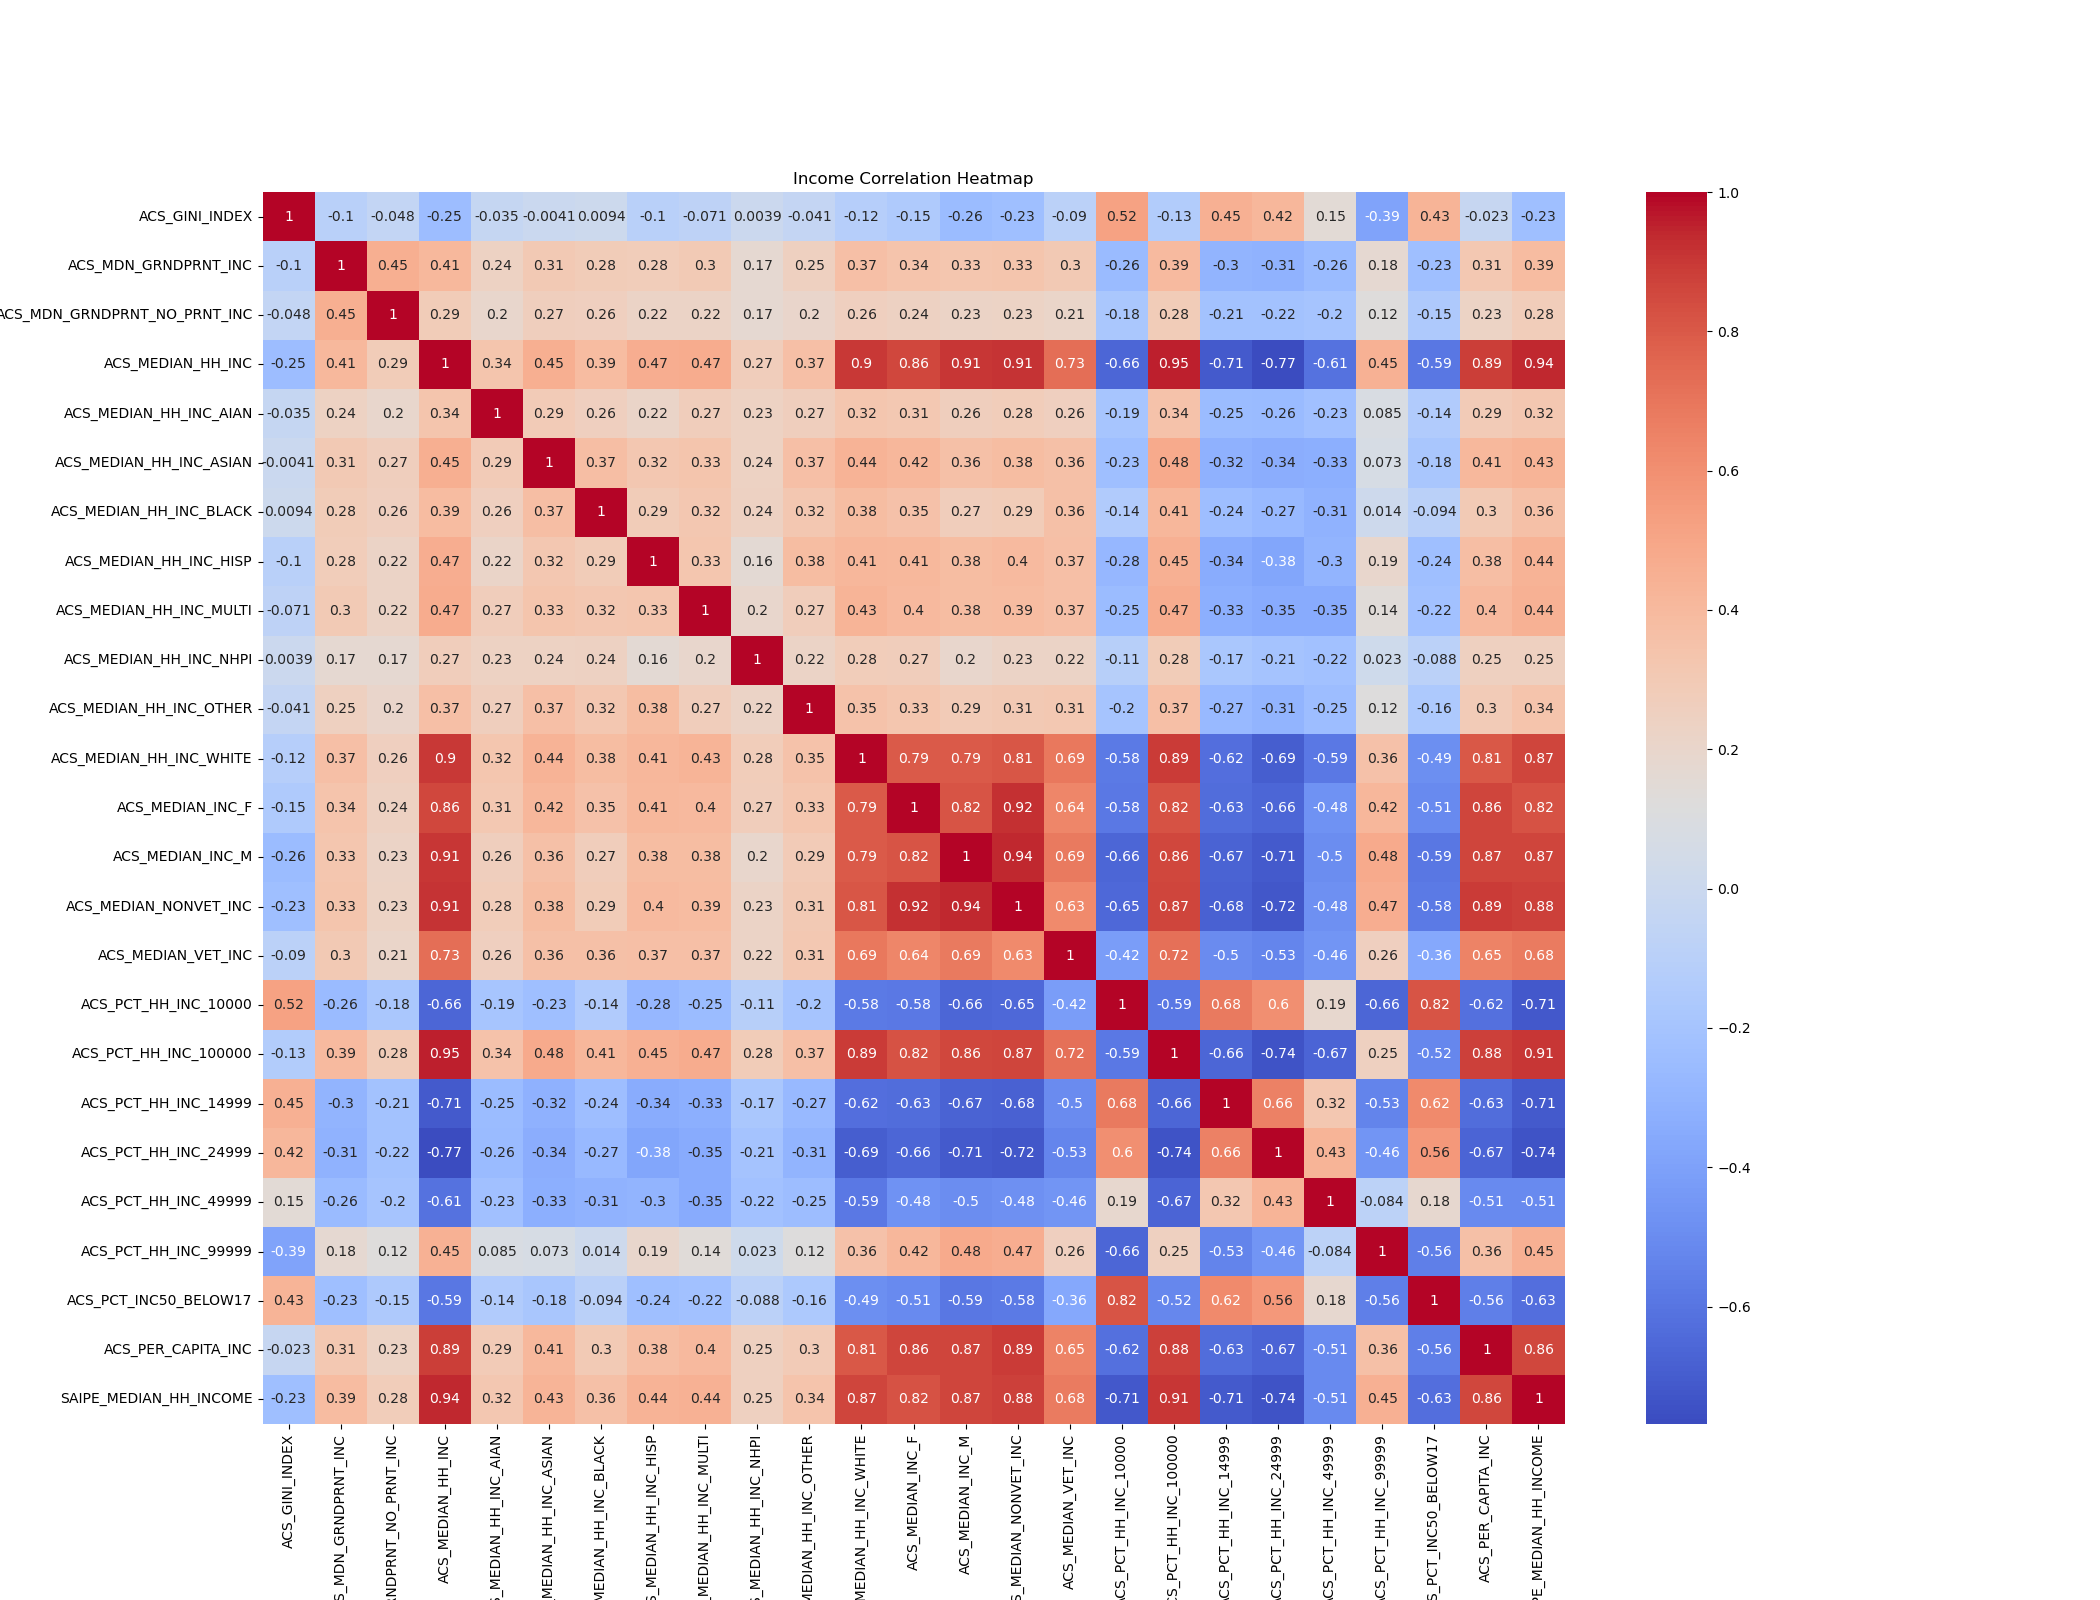 Income Correlation Heatmap
ACS_GINI_INDEX 1 -0.1 -0.048 -0.25 -0.035 -0.0041 0.0094 -0.1 -0.071 0.0039 -0.041 -0.12 -0.15 -0.26 -0.23 -0.09 0.52 -0.13 0.45 0.42 0.15 -0.39 0.43 -0.023 -0.23
ACS_MDN_GRNDPRNT_INC -0.1 1 0.45 0.41 0.24 0.31 0.28 0.28 0.3 0.17 0.25 0.37 0.34 0.33 0.33 0.3 -0.26 0.39 -0.3 -0.31 -0.26 0.18 -0.23 0.31 0.39
ACS_MDN_GRNDPRNT_NO_PRNT_INC -0.048 0.45 1 0.29 0.2 0.27 0.26 0.22 0.22 0.17 0.2 0.26 0.24 0.23 0.23 0.21 -0.18 0.28 -0.21 -0.22 -0.2 0.12 -0.15 0.23 0.28
ACS_MEDIAN_HH_INC -0.25 0.41 0.29 1 0.34 0.45 0.39 0.47 0.47 0.27 0.37 0.9 0.86 0.91 0.91 0.73 -0.66 0.95 -0.71 -0.77 -0.61 0.45 -0.59 0.89 0.94
ACS_MEDIAN_HH_INC_AIAN -0.035 0.24 0.2 0.34 1 0.29 0.26 0.22 0.27 0.23 0.27 0.32 0.31 0.26 0.28 0.26 -0.19 0.34 -0.25 -0.26 -0.23 0.085 -0.14 0.29 0.32
ACS_MEDIAN_HH_INC_ASIAN -0.0041 0.31 0.27 0.45 0.29 1 0.37 0.32 0.33 0.24 0.37 0.44 0.42 0.36 0.38 0.36 -0.23 0.48 -0.32 -0.34 -0.33 0.073 -0.18 0.41 0.43
ACS_MEDIAN_HH_INC_BLACK 0.0094 0.28 0.26 0.39 0.26 0.37 1 0.29 0.32 0.24 0.32 0.38 0.35 0.27 0.29 0.36 -0.14 0.41 -0.24 -0.27 -0.31 0.014 -0.094 0.3 0.36
ACS_MEDIAN_HH_INC_HISP -0.1 0.28 0.22 0.47 0.22 0.32 0.29 1 0.33 0.16 0.38 0.41 0.41 0.38 0.4 0.37 -0.28 0.45 -0.34 -0.38 -0.3 0.19 -0.24 0.38 0.44
ACS_MEDIAN_HH_INC_MULTI -0.071 0.3 0.22 0.47 0.27 0.33 0.32 0.33 1 0.2 0.27 0.43 0.4 0.38 0.39 0.37 -0.25 0.47 -0.33 -0.35 -0.35 0.14 -0.22 0.4 0.44
ACS_MEDIAN_HH_INC_NHPI 0.0039 0.17 0.17 0.27 0.23 0.24 0.24 0.16 0.2 1 0.22 0.28 0.27 0.2 0.23 0.22 -0.11 0.28 -0.17 -0.21 -0.22 0.023 -0.088 0.25 0.25
ACS_MEDIAN_HH_INC_OTHER -0.041 0.25 0.2 0.37 0.27 0.37 0.32 0.38 0.27 0.22 1 0.35 0.33 0.29 0.31 0.31 -0.2 0.37 -0.27 -0.31 -0.25 0.12 -0.16 0.3 0.34
ACS_MEDIAN_HH_INC_WHITE -0.12 0.37 0.26 0.9 0.32 0.44 0.38 0.41 0.43 0.28 0.35 1 0.79 0.79 0.81 0.69 -0.58 0.89 -0.62 -0.69 -0.59 0.36 -0.49 0.81 0.87
ACS_MEDIAN_INC_F -0.15 0.34 0.24 0.86 0.31 0.42 0.35 0.41 0.4 0.27 0.33 0.79 1 0.82 0.92 0.64 -0.58 0.82 -0.63 -0.66 -0.48 0.42 -0.51 0.86 0.82
ACS_MEDIAN_INC_M -0.26 0.33 0.23 0.91 0.26 0.36 0.27 0.38 0.38 0.2 0.29 0.79 0.82 1 0.94 0.69 -0.66 0.86 -0.67 -0.71 -0.5 0.48 -0.59 0.87 0.87
ACS_MEDIAN_NONVET_INC -0.23 0.33 0.23 0.91 0.28 0.38 0.29 0.4 0.39 0.23 0.31 0.81 0.92 0.94 1 0.63 -0.65 0.87 -0.68 -0.72 -0.48 0.47 -0.58 0.89 0.88
ACS_MEDIAN_VET_INC -0.09 0.3 0.21 0.73 0.26 0.36 0.36 0.37 0.37 0.22 0.31 0.69 0.64 0.69 0.63 1 -0.42 0.72 -0.5 -0.53 -0.46 0.26 -0.36 0.65 0.68
ACS_PCT_HH_INC_10000 0.52 -0.26 -0.18 -0.66 -0.19 -0.23 -0.14 -0.28 -0.25 -0.11 -0.2 -0.58 -0.58 -0.66 -0.65 -0.42 1 -0.59 0.68 0.6 0.19 -0.66 0.82 -0.62 -0.71
ACS_PCT_HH_INC_100000 -0.13 0.39 0.28 0.95 0.34 0.48 0.41 0.45 0.47 0.28 0.37 0.89 0.82 0.86 0.87 0.72 -0.59 1 -0.66 -0.74 -0.67 0.25 -0.52 0.88 0.91
ACS_PCT_HH_INC_14999 0.45 -0.3 -0.21 -0.71 -0.25 -0.32 -0.24 -0.34 -0.33 -0.17 -0.27 -0.62 -0.63 -0.67 -0.68 -0.5 0.68 -0.66 1 0.66 0.32 -0.53 0.62 -0.63 -0.71
ACS_PCT_HH_INC_24999 0.42 -0.31 -0.22 -0.77 -0.26 -0.34 -0.27 -0.38 -0.35 -0.21 -0.31 -0.69 -0.66 -0.71 -0.72 -0.53 0.6 -0.74 0.66 1 0.43 -0.46 0.56 -0.67 -0.74
ACS_PCT_HH_INC_49999 0.15 -0.26 -0.2 -0.61 -0.23 -0.33 -0.31 -0.3 -0.35 -0.22 -0.25 -0.59 -0.48 -0.5 -0.48 -0.46 0.19 -0.67 0.32 0.43 1 -0.084 0.18 -0.51 -0.51
ACS_PCT_HH_INC_99999 -0.39 0.18 0.12 0.45 0.085 0.073 0.014 0.19 0.14 0.023 0.12 0.36 0.42 0.48 0.47 0.26 -0.66 0.25 -0.53 -0.46 -0.084 1 -0.56 0.36 0.45
ACS_PCT_INC50_BELOW17 0.43 -0.23 -0.15 -0.59 -0.14 -0.18 -0.094 -0.24 -0.22 -0.088 -0.16 -0.49 -0.51 -0.59 -0.58 -0.36 0.82 -0.52 0.62 0.56 0.18 -0.56 1 -0.56 -0.63
ACS_PER_CAPITA_INC -0.023 0.31 0.23 0.89 0.29 0.41 0.3 0.38 0.4 0.25 0.3 0.81 0.86 0.87 0.89 0.65 -0.62 0.88 -0.63 -0.67 -0.51 0.36 -0.56 1 0.86
SAIPE_MEDIAN_HH_INCOME -0.23 0.39 0.28 0.94 0.32 0.43 0.36 0.44 0.44 0.25 0.34 0.87 0.82 0.87 0.88 0.68 -0.71 0.91 -0.71 -0.74 -0.51 0.45 -0.63 0.86 1
ACS_GINI_INDEX
S_MDN_GRNDPRNT_INC
RNDPRNT_NO_PRNT_INC
ACS_MEDIAN_HH_INC
S_MEDIAN_HH_INC_AIAN
_MEDIAN_HH_INC_ASIAN
MEDIAN_HH_INC_BLACK
S_MEDIAN_HH_INC_HISP
_MEDIAN_HH_INC_MULTI
S_MEDIAN_HH_INC_NHPI
MEDIAN_HH_INC_OTHER
MEDIAN_HH_INC_WHITE
ACS_MEDIAN_INC_F
ACS_MEDIAN_INC_M
S_MEDIAN_NONVET_INC
ACS_MEDIAN_VET_INC
ACS_PCT_HH_INC_10000
CS_PCT_HH_INC_100000
ACS_PCT_HH_INC_14999
ACS_PCT_HH_INC_24999
ACS_PCT_HH_INC_49999
ACS_PCT_HH_INC_99999
S_PCT_INC50_BELOW17
ACS_PER_CAPITA_INC
PE_MEDIAN_HH_INCOME
1.0
0.8
0.6
0.4
0.2
0.0
−0.2
−0.4
−0.6